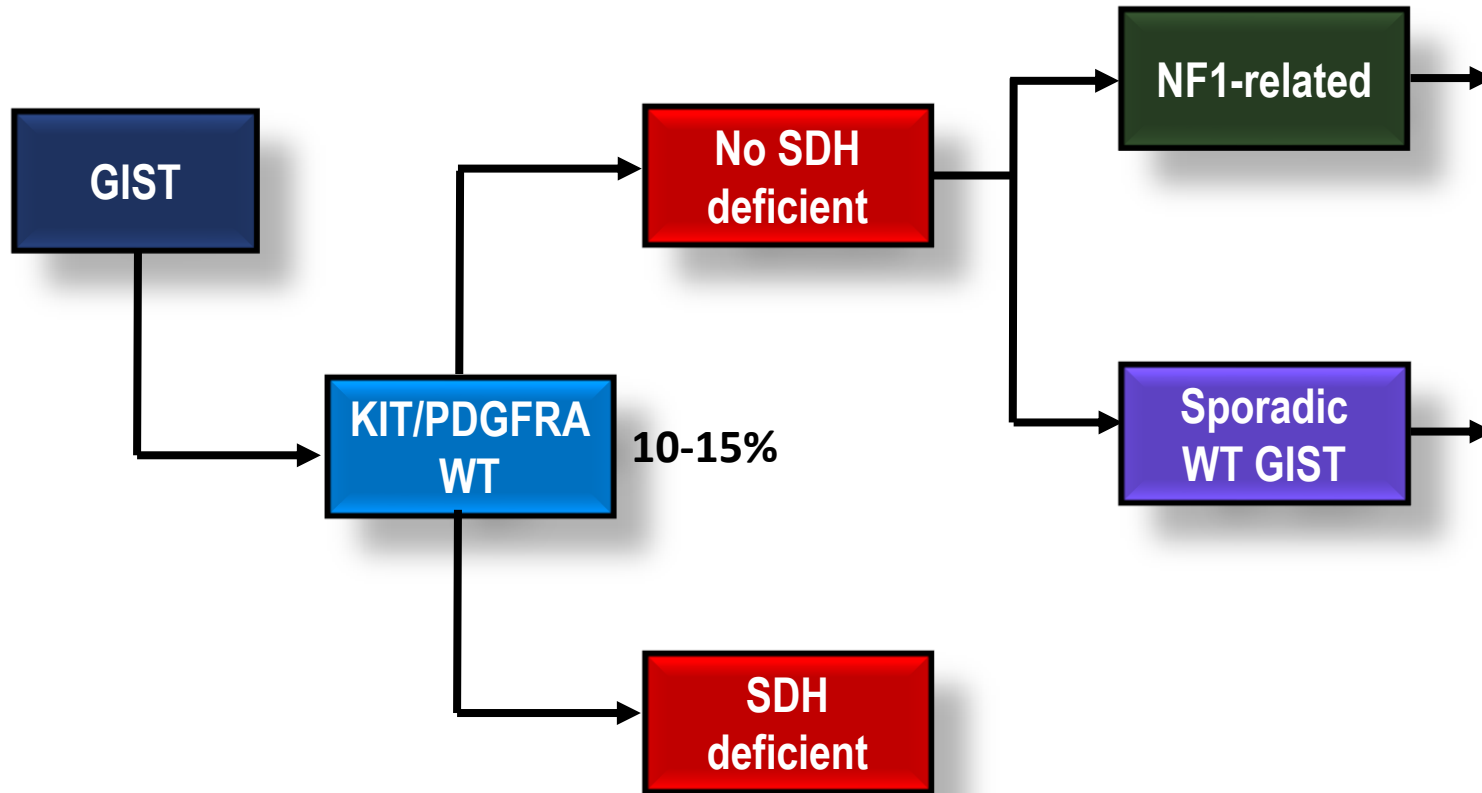 GIST
KIT/PDGFRA
WT
10-15%
No SDH
deficient
SDH
deficient
NF1-related
Sporadic
WT GIST